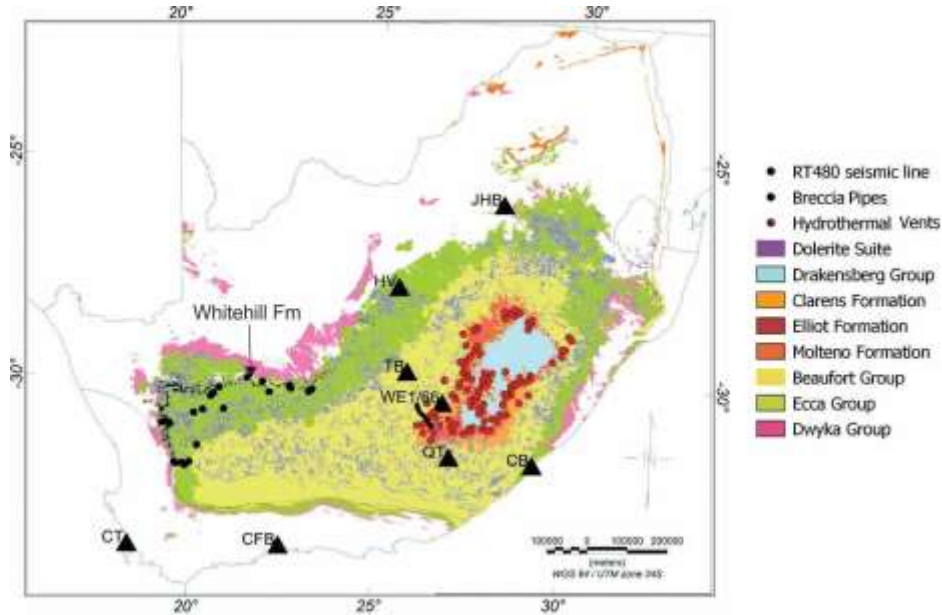 20°
25°
30°
-25°
-25°
JHB
HV
Whitehill Fm
-30°
TB
WE1/66
-30°
QT
CB
CT
CFB
100000 0 100000 200000
(meters)
20°
25°
30°
RT480 seismic line
Breccia Pipes
Hydrothermal Vents
Dolerite Suite
Drakensberg Group
Clarens Formation
Elliot Formation
Molteno Formation
Beaufort Group
Ecca Group
Dwyka Group